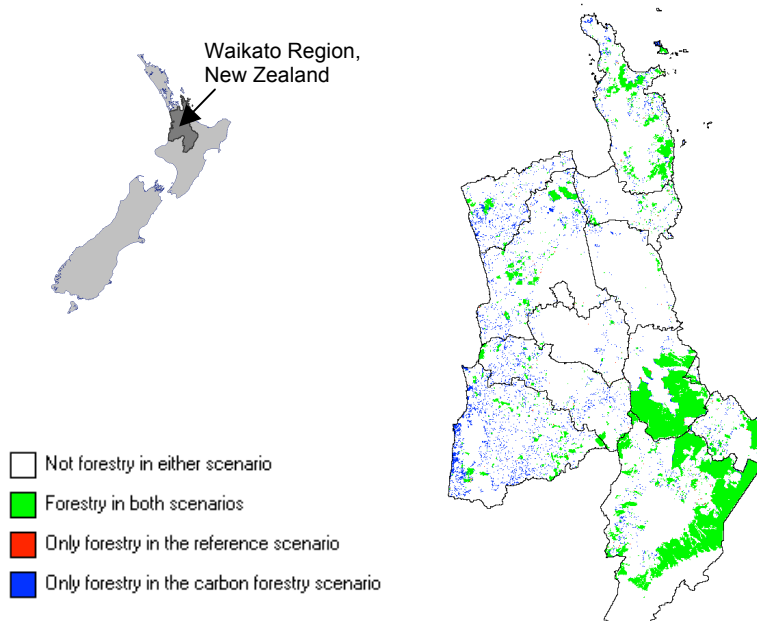 Waikato Region,
New Zealand
Not forestry in either scenario
Forestry in both scenarios
Only forestry in the reference scenario
Only forestry in the carbon forestry scenario